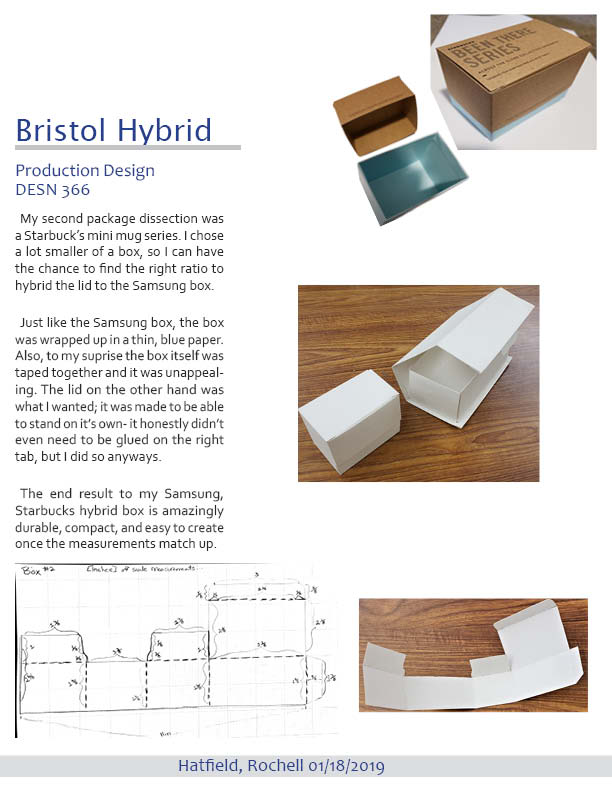 BEEN THERE
SERIES
Bristol Hybrid
Production Design
DESN 366
My second package dissection was
a Starbuck's mini mug series. I chose
a lot smaller of a box, so I can have
the chance to find the right ratio to
hybrid the lid to the Samsung box.
Just like the Samsung box, the box
was wrapped up in a thin, blue paper.
Also, to my suprise the box itself was
taped together and it was unappeal-
ing. The lid on the other hand was
what I wanted; it was made to be able
to stand on it's own- it honestly didn't
even need to be glued on the right
tab, but I did so anyways.
The end result to my Samsung,
Starbucks hybrid box is amazingly
durable, compact, and easy to create
once the measurements match up.
Box #2
(Inches) of scale measurements...
3
Hatfield, Rochell 01/18/2019